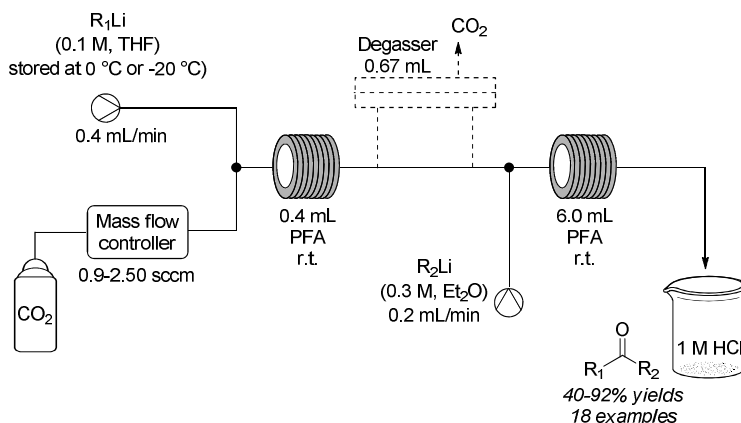 R1Li
(0.1 M, THF)
stored at 0 °C or -20 °C)
0.4 mL/min
Mass flow
controller
0.9-2.50 sccm
CO2
0.4 mL
PFA
r.t.
Degasser
0.67 mL
CO2
R2Li
(0.3 M, Et2O)
0.2 mL/min
6.0 mL
PFA
r.t.
1 M HCl
O
R1 R2
40-92% yields
18 examples